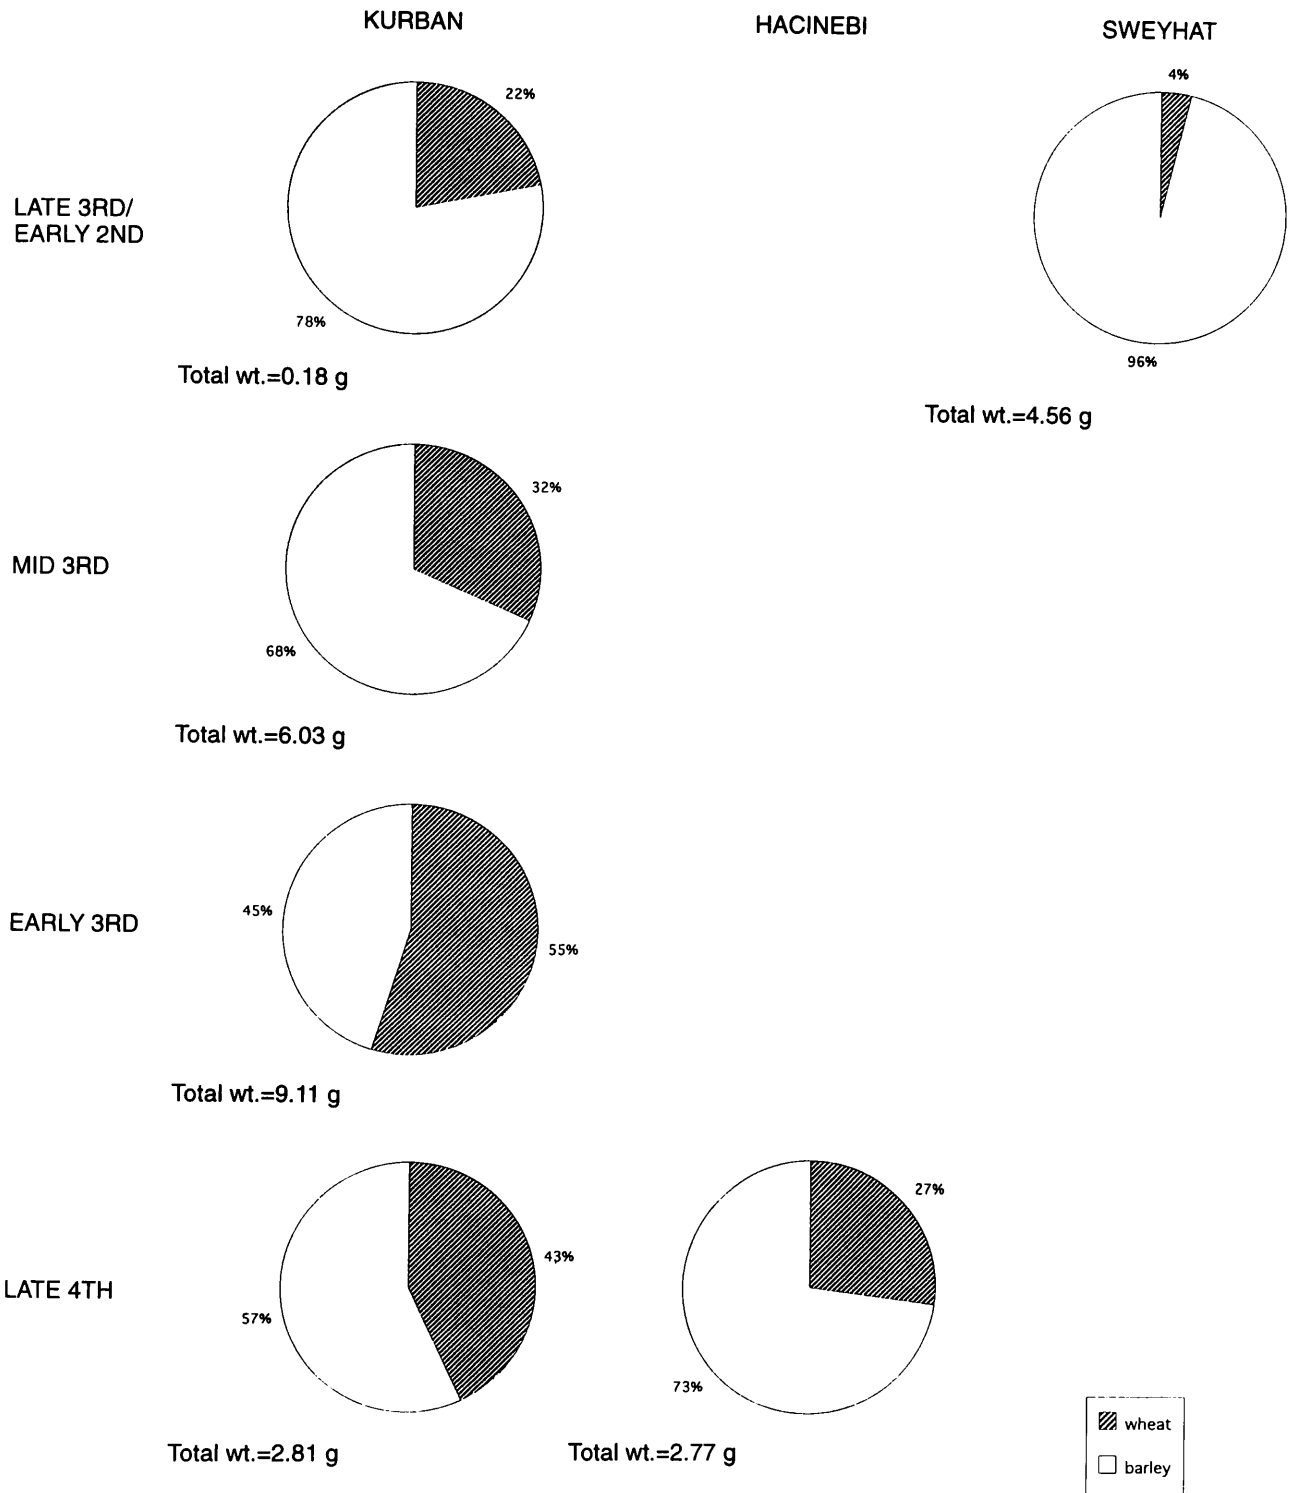 KURBAN
HACINEBI
SWEYHAT
LATE 3RD/
EARLY 2ND
22%
78%
Total wt.=0.18 g
4%
96%
Total wt.=4.56 g
MID 3RD
32%
68%
Total wt.=6.03 g
EARLY 3RD
45%
55%
Total wt.=9.11 g
LATE 4TH
43%
57%
Total wt.=2.81 g
27%
73%
Total wt.=2.77 g
wheat
barley